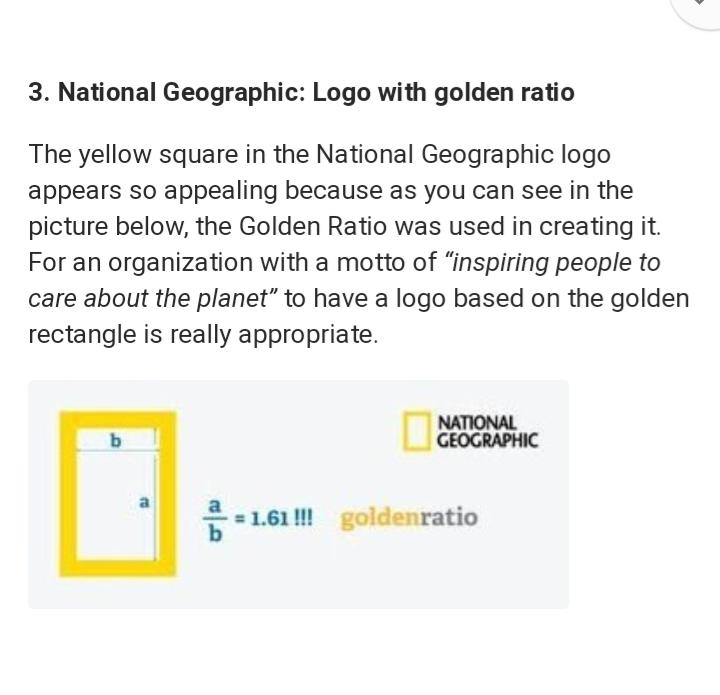 3. National Geographic: Logo with golden ratio
The yellow square in the National Geographic logo
appears so appealing because as you can see in the
picture below, the Golden Ratio was used in creating it.
For an organization with a motto of “inspiring people to
care about the planet” to have a logo based on the golden
rectangle is really appropriate.
b
a
a
b
= 1.61 !!!
goldenratio
NATIONAL
GEOGRAPHIC